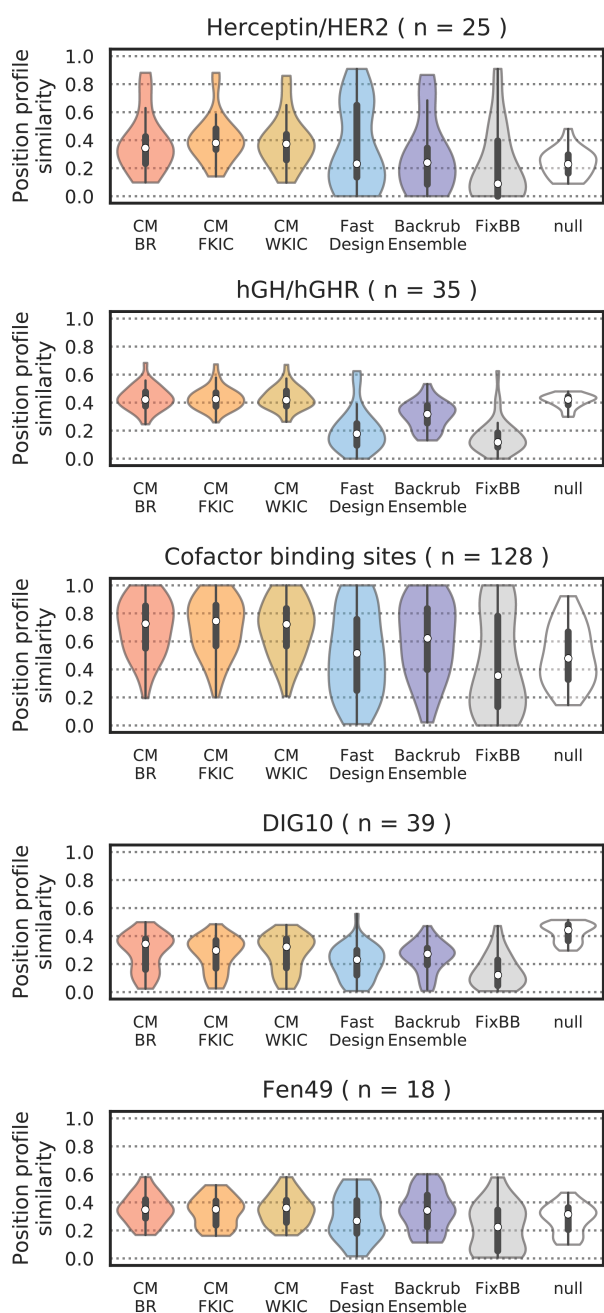 Herceptin/HER2 ( n = 25 )
Position profile
similarity
1.0
0.8
0.6
0.4
0.2
0.0
CM Fast Backrub FixBB null
CM CM CM Fast Backrub FixBB null
BR FKIC WKIC Design Ensemble
hGH/hGHR ( n = 35 )
Position profile
similarity
1.0
0.8
0.6
0.4
0.2
0.0
CM CM CM Fast Backrub FixBB null
BR FKIC WKIC Design Ensemble
Cofactor binding sites ( n = 128 )
Position profile
similarity
1.0
0.8
0.6
0.4
0.2
0.0
CM CM CM Fast Backrub FixBB null
BR FKIC WKIC Design Ensemble
DIG10 ( n = 39 )
Position profile
similarity
1.0
0.8
0.6
0.4
0.2
0.0
CM CM CM Fast Backrub FixBB null
BR FKIC WKIC Design Ensemble
Fen49 ( n = 18 )
Position profile
similarity
1.0
0.8
0.6
0.4
0.2
0.0
CM CM CM Fast Backrub FixBB null
BR FKIC WKIC Design Ensemble